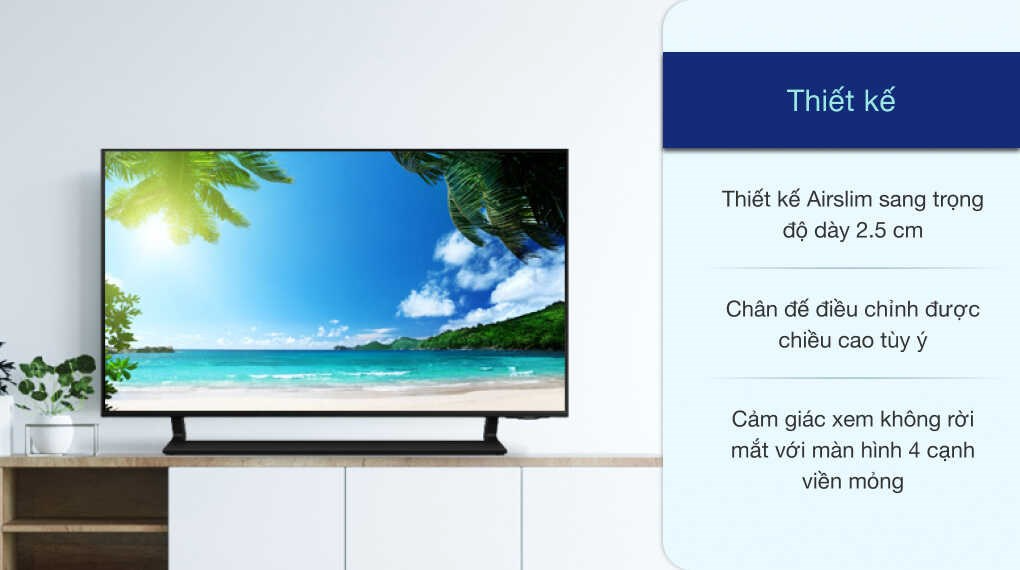 Thiết kế
Thiết kế Airslim sang trọng
độ dày 2.5 cm
Chân đế điều chỉnh được
chiều cao tùy ý
Cảm giác xem không rời
mắt với màn hình 4 cạnh
viền mỏng